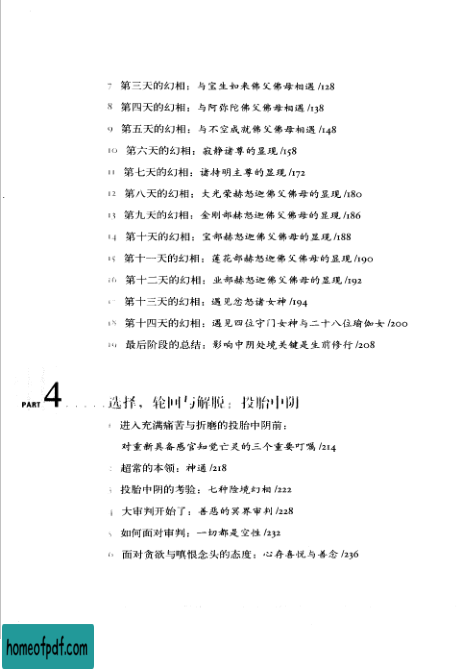 7 第三天的幻相：与宝生如来佛父佛母相遇 /128
8 第四天的幻相：与阿弥陀佛父佛母相遇 /138
9 第五天的幻相：与不空成就佛父佛母相遇 /148
10 第六天的幻相：寂静诸尊的显现 /158
11 第七天的幻相：诸持明主尊的显现 /172
12 第八天的幻相：大光荣赫怒迦佛父佛母的显现 /180
13 第九天的幻相：金刚部赫怒迦佛父佛母的显现 /186
14 第十天的幻相：宝部赫怒迦佛父佛母的显现 /188
15 第十一天的幻相：莲花部赫怒迦佛父佛母的显现 /190
16 第十二天的幻相：业部赫怒迦佛父佛母的显现 /192
第十三天的幻相：遇见忿怒诸女神 /194
18 第十四天的幻相：遇见四位守门女神与二十八位瑜伽女 /200
19 最后阶段的总结：影响中阴处境关键是生前修行 /208
PART 4 ..... 选择、轮回与解脱：投胎中阴
1 进入充满痛苦与折磨的投胎中阴前：
对重新具备感官知觉亡灵的三个重要叮嘱 /214
2 超常的本领：神通 /218
3 投胎中阴的考验：七种险境幻相 /222
4 大审判开始了：善恶的冥界审判 /228
5 如何面对审判：一切都是空性 /232
6 面对贪欲与嗔恨念头的态度：心存喜悦与善念 /236
homeofpdf.com